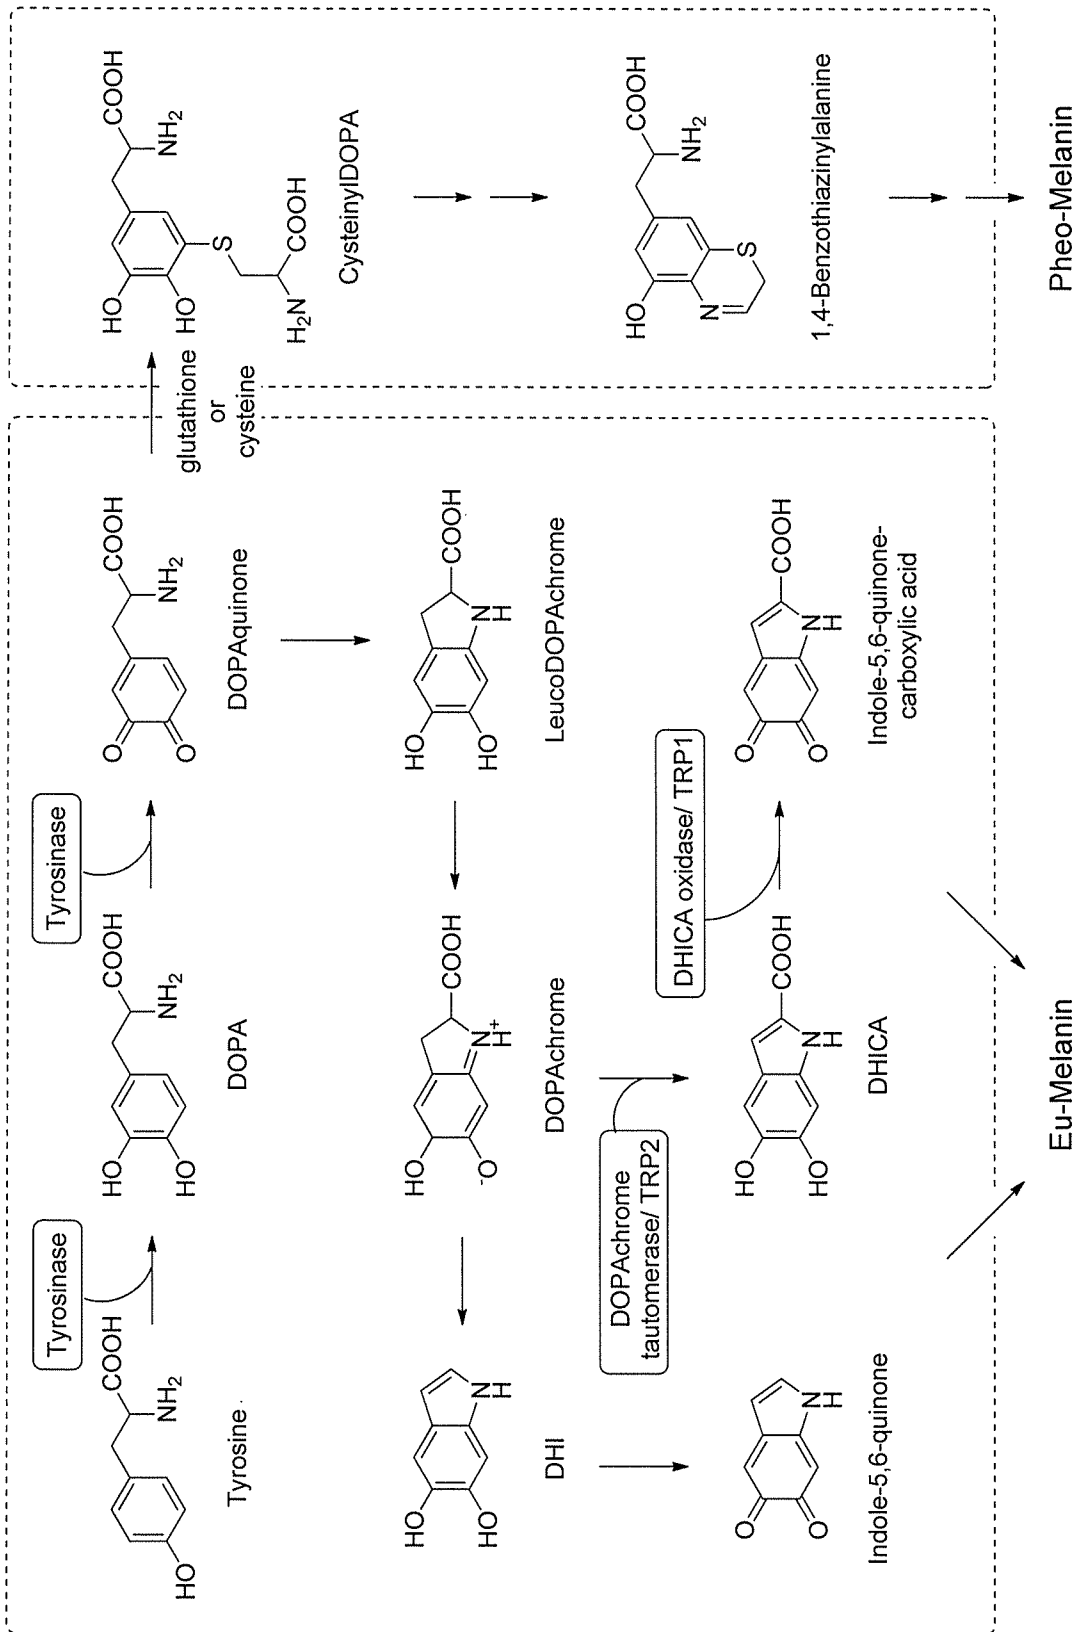 Tyrosinase
Tyrosinase
HO
COOH
NH2
Tyrosine
HO
HO
COOH
NH2
DOPA
O
O
COOH
NH2
DOPAquinone
glutathione
or
cysteine
HO
HO
COOH
NH2
S
COOH
H2N
CysteinylDOPA
HO
HO
N
H
DHI
HO
-O
N+
H
COOH
DOPAchrome
HO
HO
N
H
COOH
LeucoDOPAchrome
DOPAchrome
tautomerase/ TRP2
DHICA oxidase/ TRP1
HO
N
S
COOH
NH2
1,4-Benzothiazinylalanine
O
O
N
H
Indole-5,6-quinone
HO
HO
N
H
COOH
DHICA
O
O
N
H
COOH
Indole-5,6-quinone-
carboxylic acid
Eu-Melanin
Pheo-Melanin